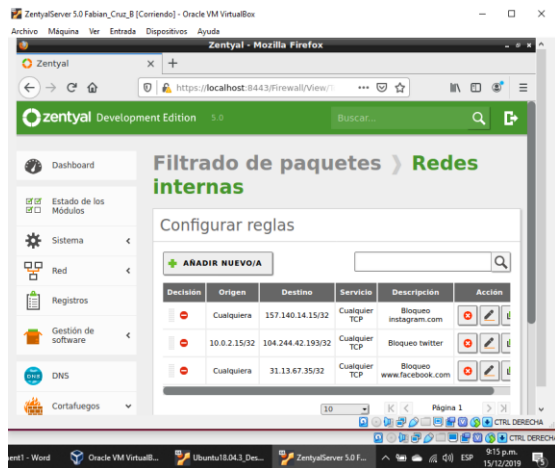 ZentyalServer 5.0 Fabian_Cruz_B [Corriendo] - Oracle VM VirtualBox
Archivo Máquina Ver Entrada Dispositivos Ayuda
Zentyal - Mozilla Firefox
Zentyal
https://localhost:8443/Firewall/View/
zentyal Development Edition 5.0
Buscar...
Dashboard
Estado de los Módulos
Sistema
Red
Registros
Gestión de software
DNS
Cortafuegos
Filtrado de paquetes
Redes internas
Configurar reglas
AÑADIR NUEVO/A
Decisión Origen Destino Servicio Descripción Acción
Cualquiera 157.140.14.15/32 Cualquier TCP Bloqueo instagram.com
10.0.2.15/32 104.244.42.193/32 Cualquier TCP Bloqueo twitter
Cualquiera 31.13.67.35/32 Cualquier TCP Bloqueo www.facebook.com
10 Página 1
CTRL DERECHA
CTRL DERECHA
ent1 - Word Oracle VM VirtualB... Ubuntu18.04.3_Des... ZentyalServer 5.0 F... ESP 9:15 p.m. 15/12/2019